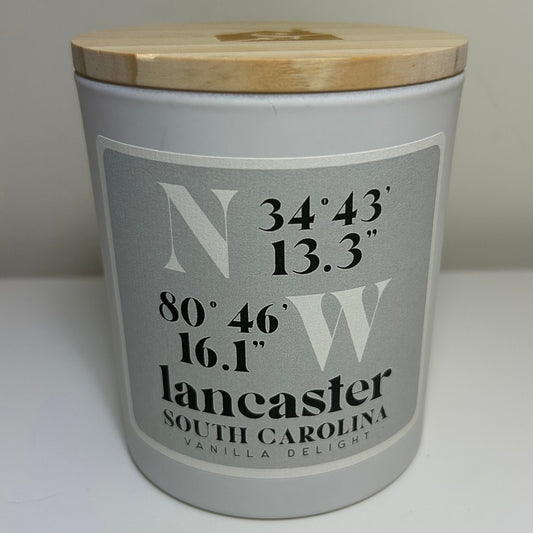 N 34°43'
13.3"
80°46' W
16.1"
lancaster
SOUTH CAROLINA
VANILLA DELIGHT